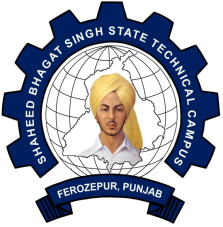 SHAHEED BHAGAT SINGH STATE TECHNICAL CAMPUS
FEROZEPUR, PUNJAB